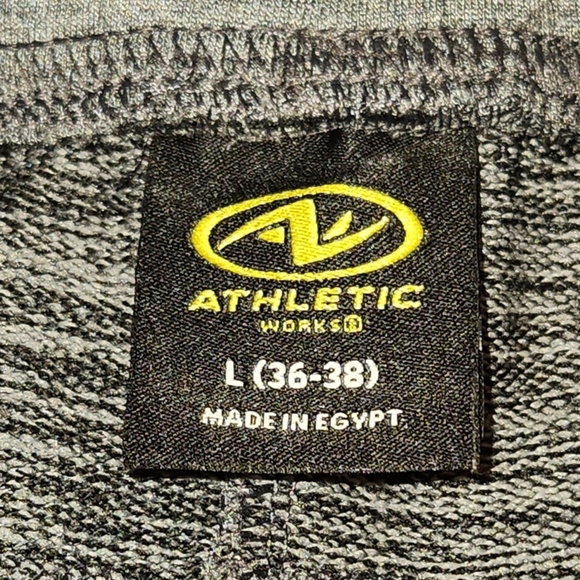 ATHLETIC
WORKS®
L (36-38)
MADE IN EGYPT